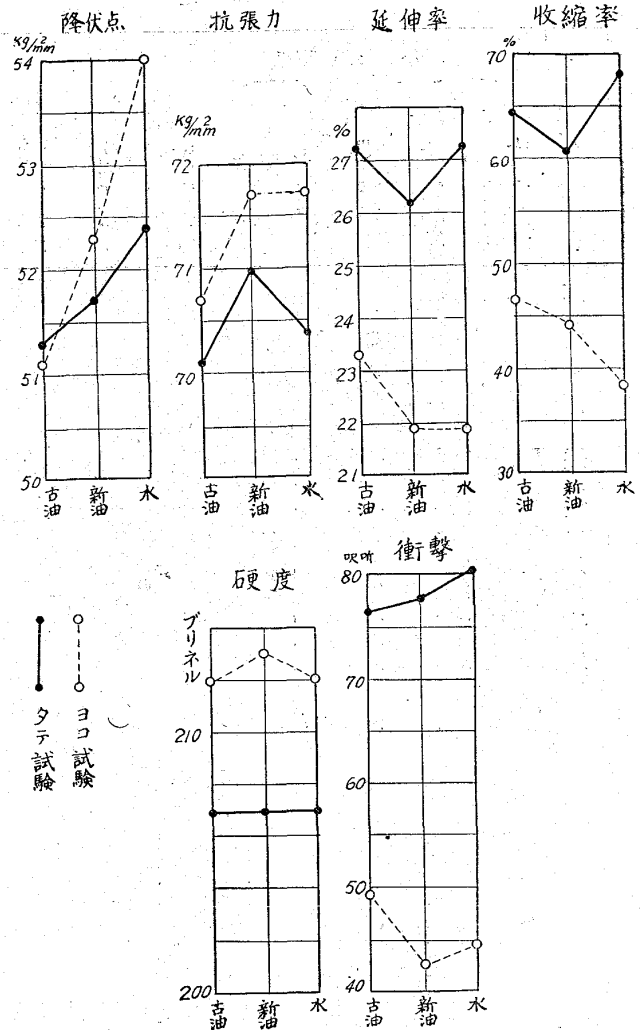 降伏点
Kg/mm²
54
53
52
51
50
古油
新油
水
抗張力
Kg/mm²
72
71
70
古油
新油
水
延伸率
%
27
26
25
24
23
22
21
古油
新油
水
收縮率
%
70
60
50
40
30
古油
新油
水
タテ試験
ヨコ試験
硬度
ブリネル
210
200
古油
新油
水
衝擊
呎听
80
70
60
50
40
古油
新油
水